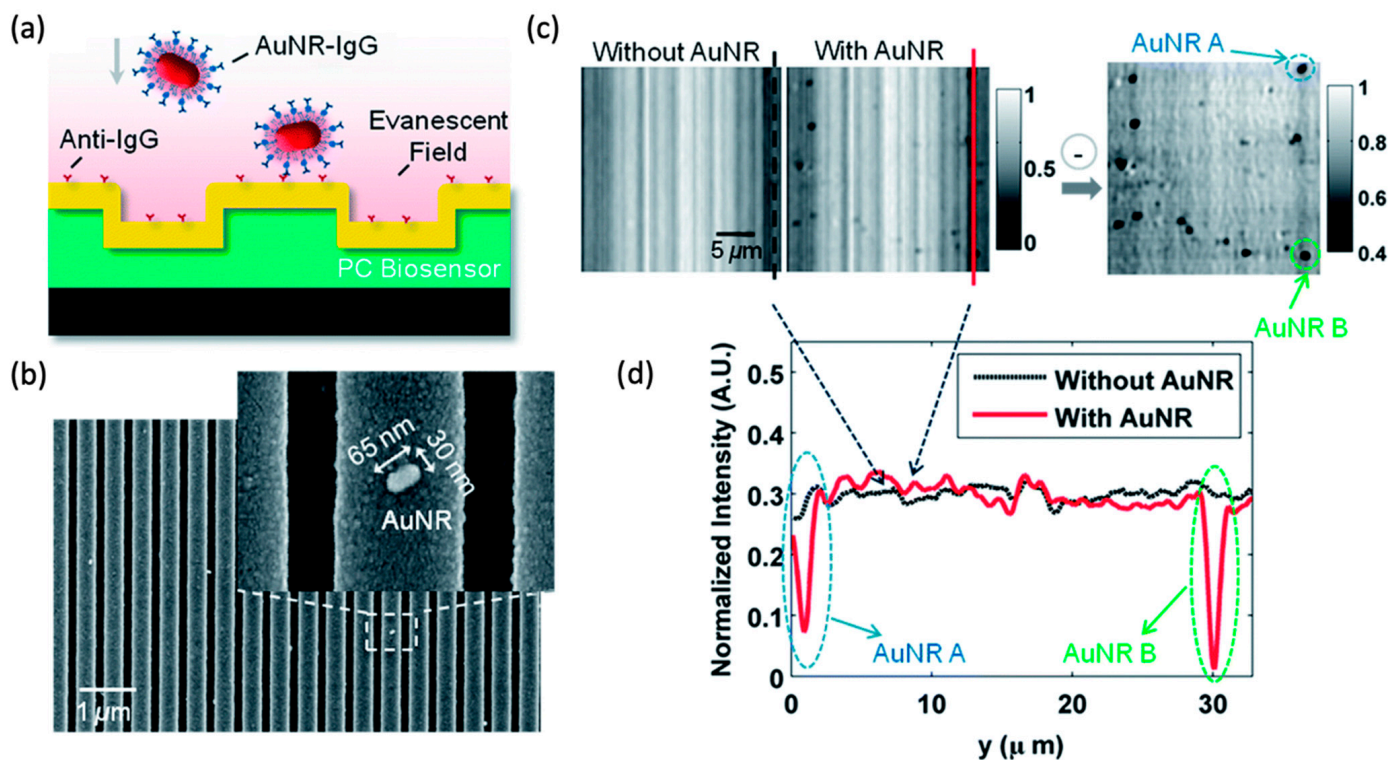 (a)
AuNR-IgG
Anti-IgG
Evanescent
Field
PC Biosensor
(b)
65 nm
30 nm
AuNR
1 µm
(c)
Without AuNR
With AuNR
5 µm
1
0.5
0
-
AuNR A
1
0.8
0.6
0.4
AuNR B
(d)
Normalized Intensity (A.U.)
0.5
0.4
0.3
0.2
0.1
0
Without AuNR
With AuNR
AuNR A
AuNR B
0
10
20
30
y (µ m)